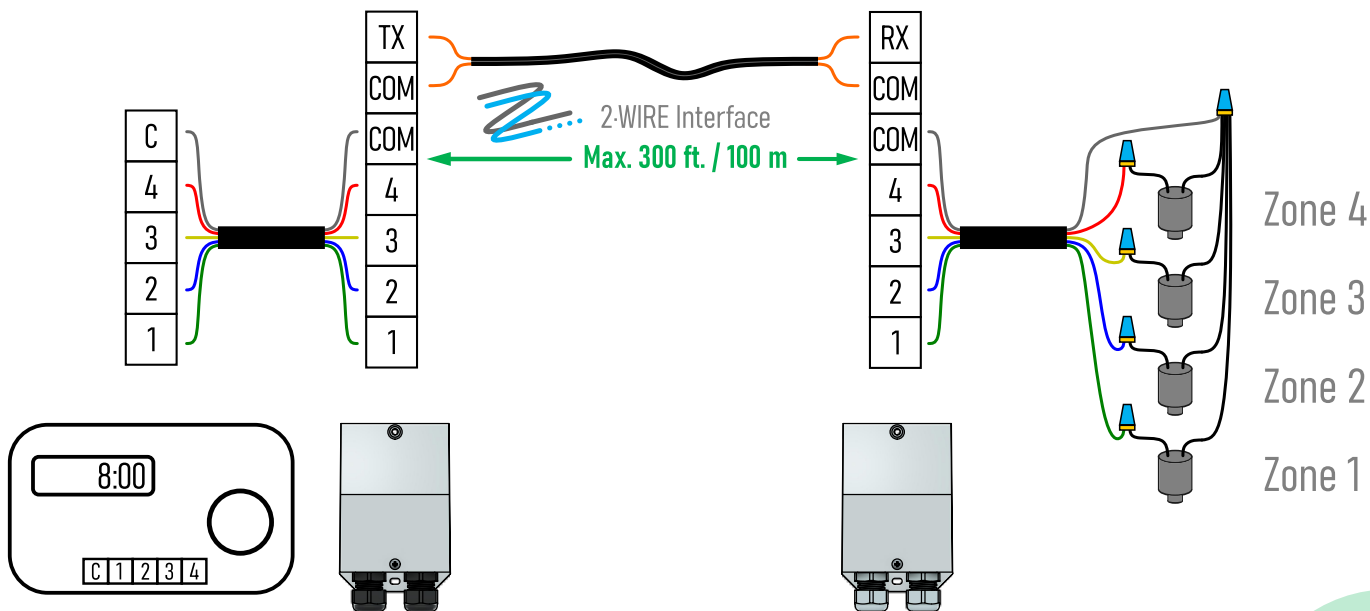 TX
COM
COM
4
3
2
1
C
4
3
2
1
2-WIRE Interface
Max. 300 ft. / 100 m
RX
COM
COM
4
3
2
1
Zone 4
Zone 3
Zone 2
Zone 1
8:00
C 1 2 3 4